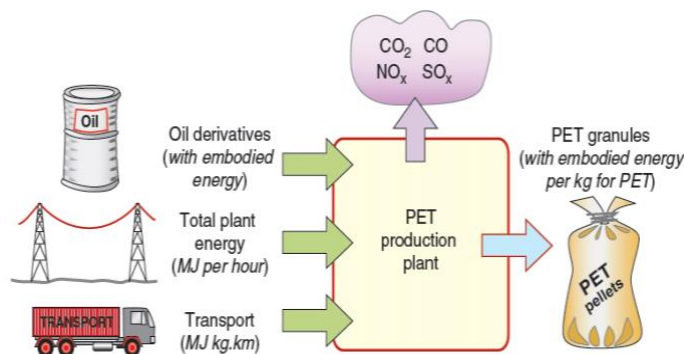 CO₂ CO
NOₓ SOₓ
Oil
Oil derivatives
(with embodied
energy)
Total plant
energy
(MJ per hour)
TRANSPORT
Transport
(MJ kg.km)
PET
production
plant
PET granules
(with embodied energy
per kg for PET)
PET
pellets